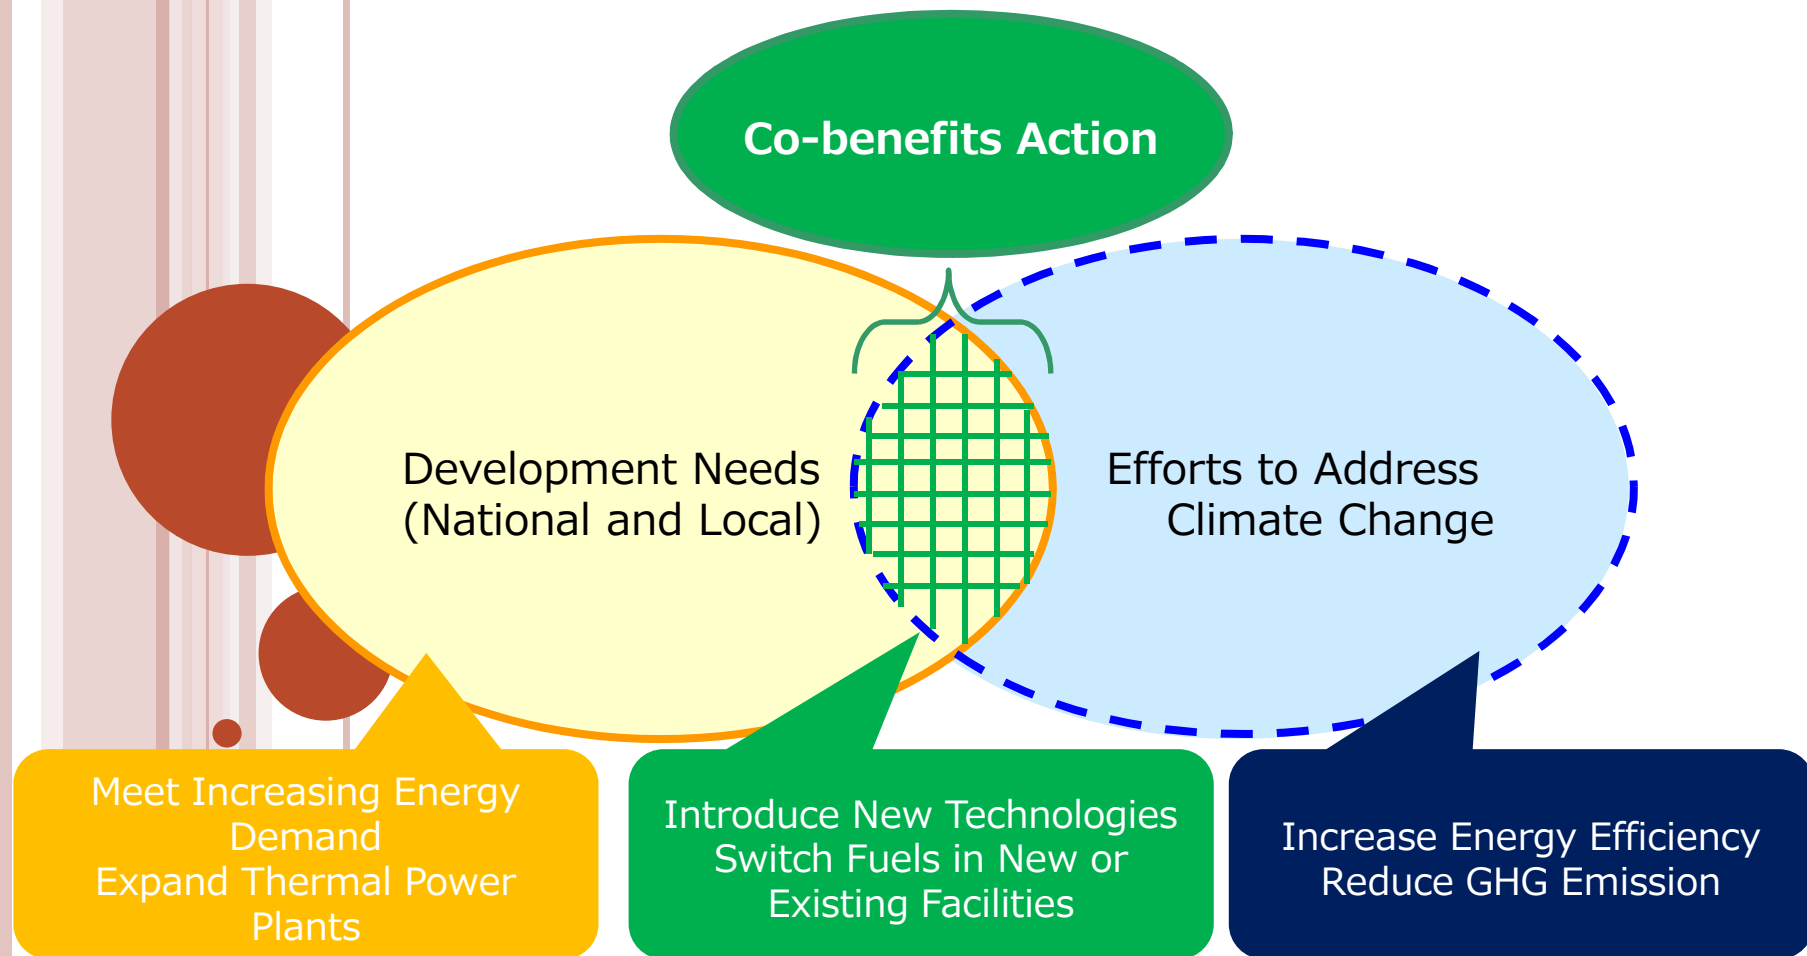 Co-benefits Action
Development Needs
(National and Local)
Efforts to Address
Climate Change
Meet Increasing Energy
Demand
Expand Thermal Power
Plants
Introduce New Technologies
Switch Fuels in New or
Existing Facilities
Increase Energy Efficiency
Reduce GHG Emission